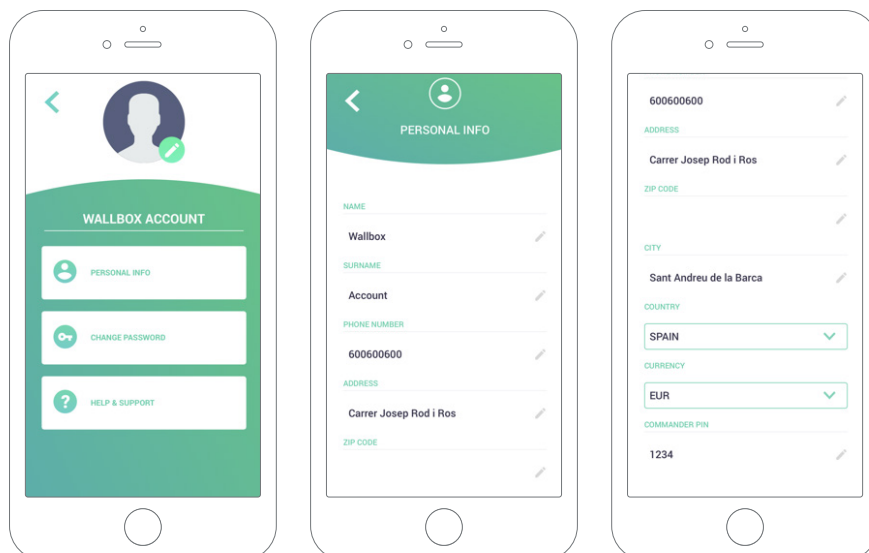 WALLBOX ACCOUNT
PERSONAL INFO
CHANGE PASSWORD
HELP & SUPPORT
PERSONAL INFO
NAME
Wallbox
SURNAME
Account
PHONE NUMBER
600600600
ADDRESS
Carrer Josep Rod i Ros
ZIP CODE
600600600
ADDRESS
Carrer Josep Rod i Ros
ZIP CODE
CITY
Sant Andreu de la Barca
COUNTRY
SPAIN
CURRENCY
EUR
COMMANDER PIN
1234